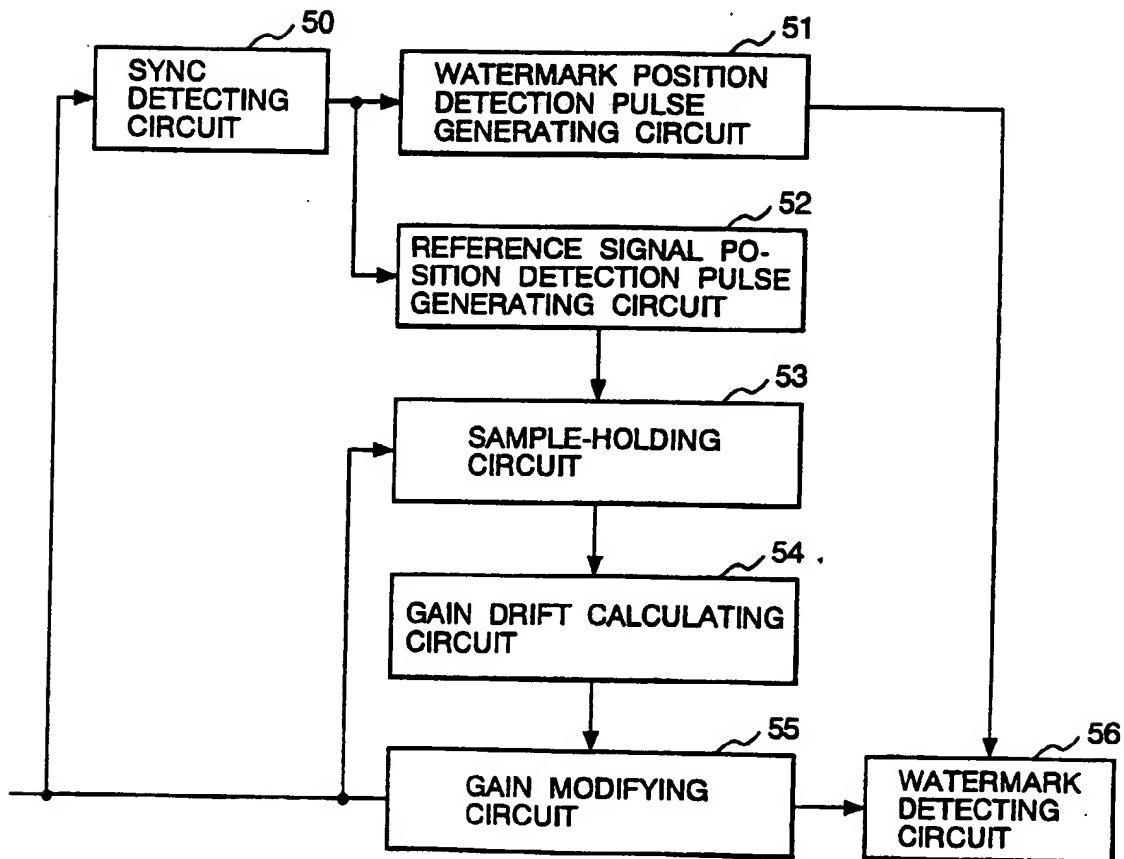 50
SYNC
DETECTING
CIRCUIT
51
WATERMARK POSITION
DETECTION PULSE
GENERATING CIRCUIT
52
REFERENCE SIGNAL PO-
SITION DETECTION PULSE
GENERATING CIRCUIT
53
SAMPLE-HOLDING
CIRCUIT
54
GAIN DRIFT CALCULATING
CIRCUIT
55
GAIN MODIFYING
CIRCUIT
56
WATERMARK
DETECTING
CIRCUIT